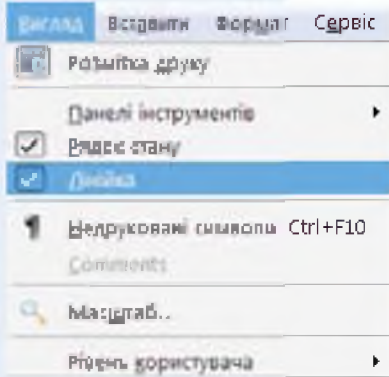 Вигляд Вставити Формат Сервіс
Розмітка друку
Панелі інструментів
Рядок стану
Лінійка
Недруковані символи Ctrl+F10
Comments
Масштаб...
Рівень користувача